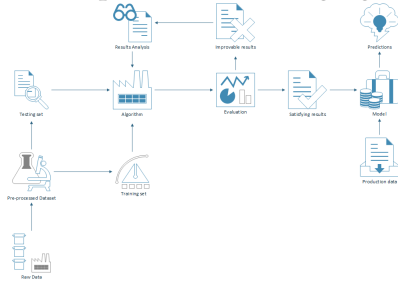 Results Analysis
Improvable results
Predictions
Testing set
Algorithm
Evaluation
Satisfying results
Model
Production data
Training set
Pre-processed Dataset
Raw Data